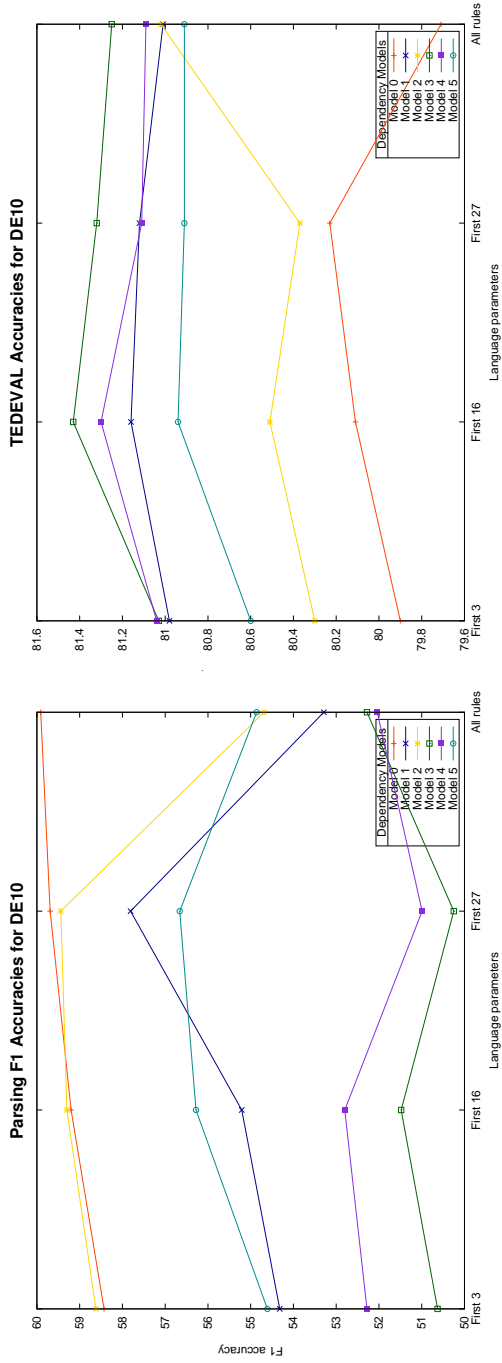 Parsing F1 Accuracies for DE10
F1 accuracy
60
59
58
57
56
55
54
53
52
51
50
First 3
First 16
First 27
All rules
Language parameters
Dependency Models
Model 0
Model 1
Model 2
Model 3
Model 4
Model 5
TEDEVAL Accuracies for DE10
81.6
81.4
81.2
81
80.8
80.6
80.4
80.2
80
79.8
79.6
First 3
First 16
First 27
All rules
Language parameters
Dependency Models
Model 0
Model 1
Model 2
Model 3
Model 4
Model 5